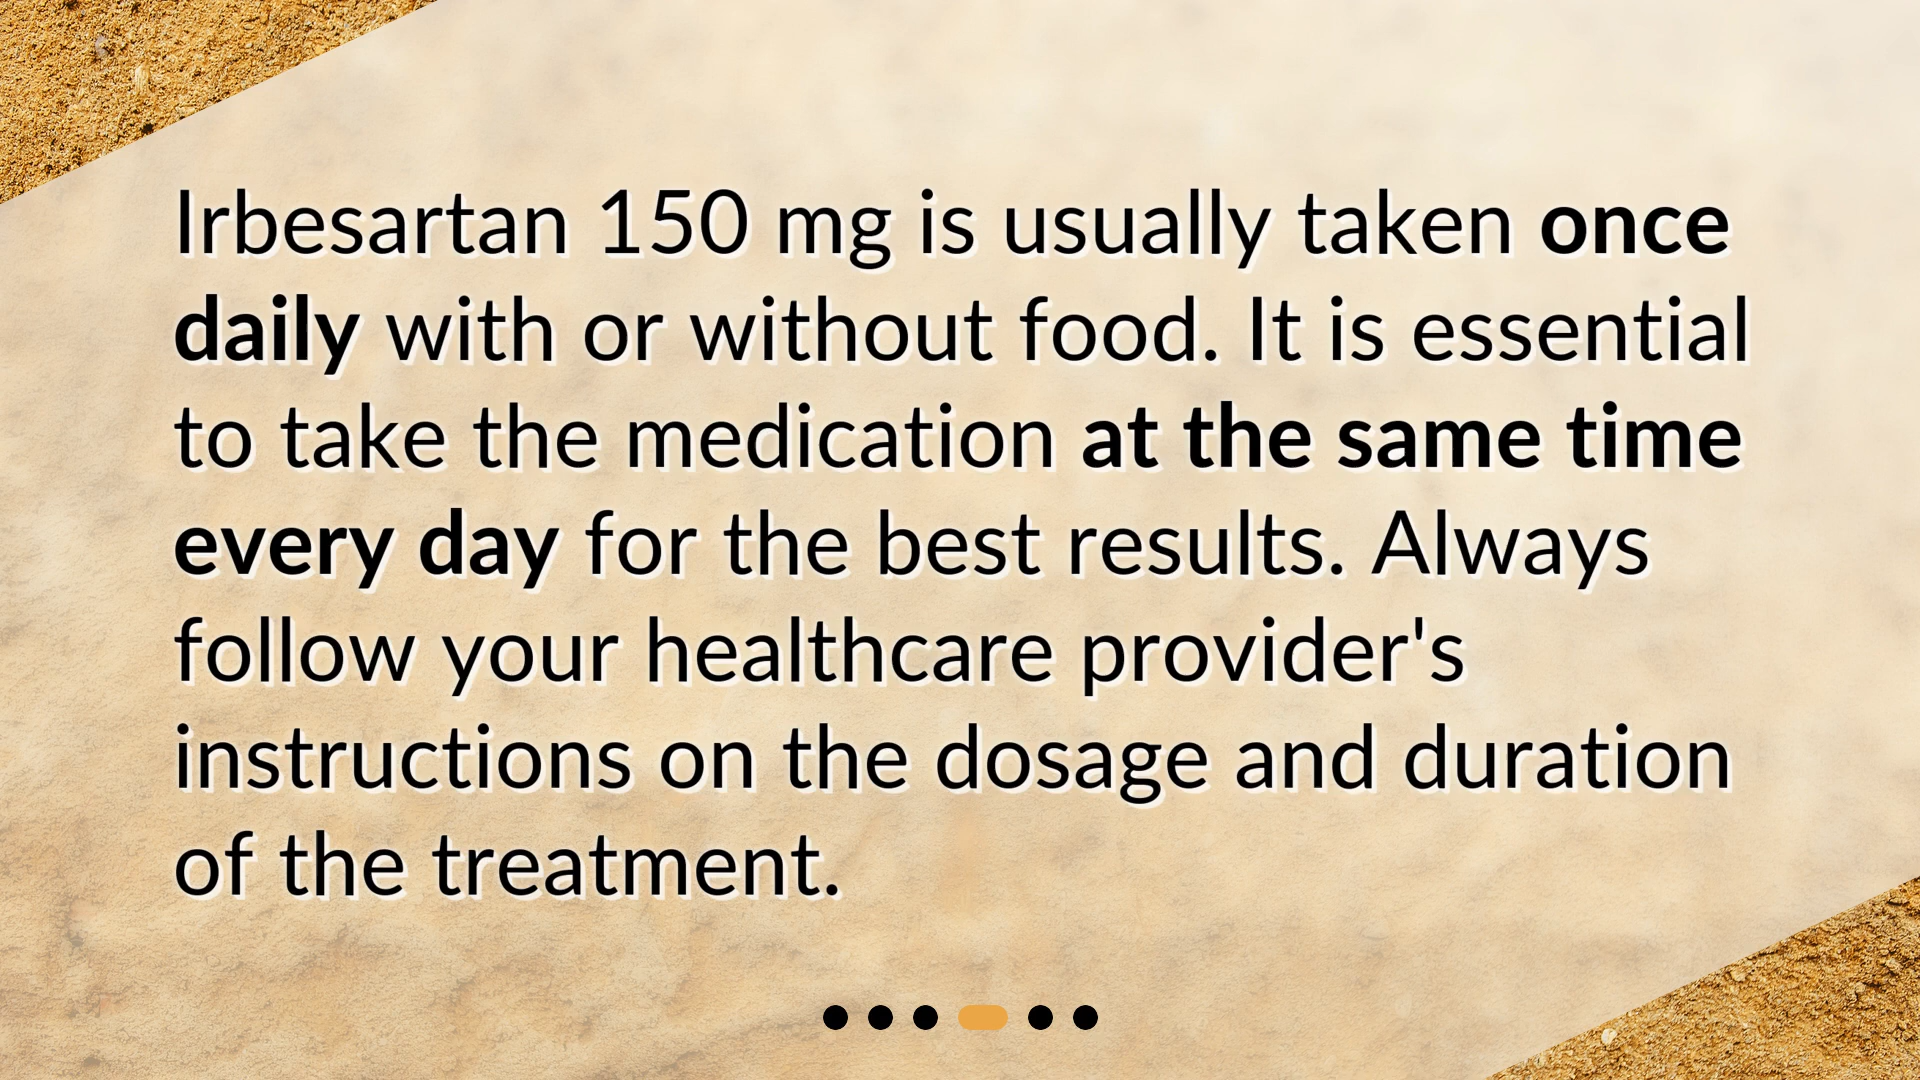 Irbesartan 150 mg is usually taken once
daily with or without food. It is essential
to take the medication at the same time
every day for the best results. Always
follow your healthcare provider's
instructions on the dosage and duration
of the treatment.